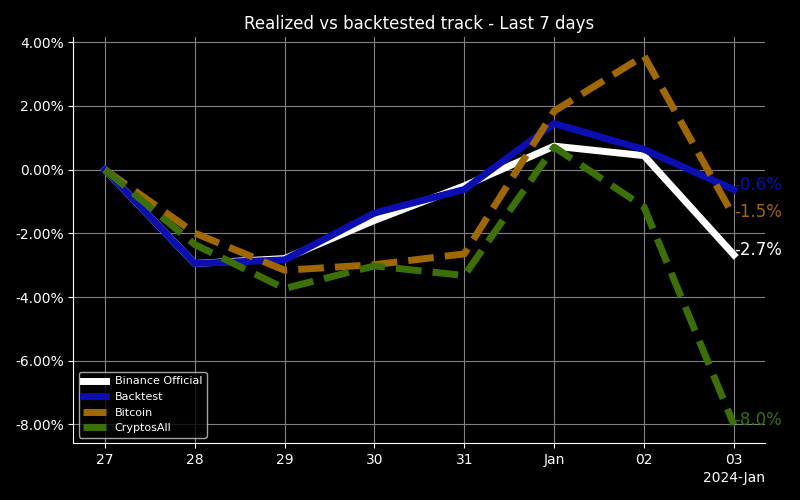 Realized vs backtested track - Last 7 days
4.00%
2.00%
0.00%
-2.00%
-4.00%
-6.00%
-8.00%
-0.6%
-1.5%
-2.7%
-8.0%
Binance Official
Backtest
Bitcoin
CryptosAll
27 28 29 30 31 Jan 02 03
2024-Jan